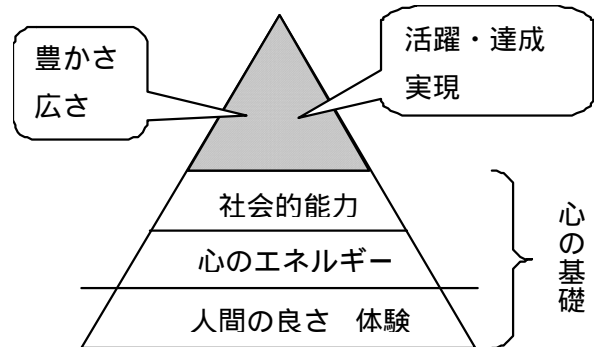 豊かさ
広さ
活躍・達成
実現
社会的能力
心のエネルギー
人間の良さ 体験
心の基礎